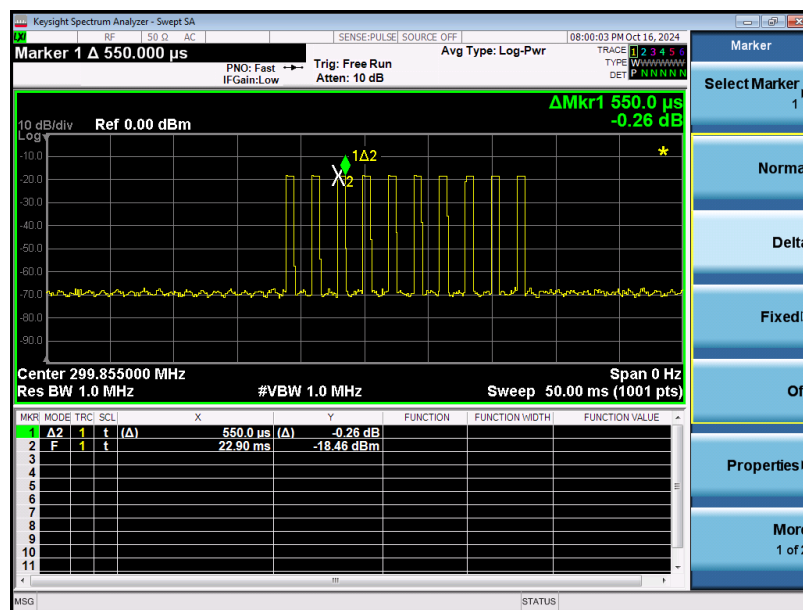 Keysight Spectrum Analyzer - Swept SA
LXI RF 50 Ω AC SENSE:PULSE SOURCE OFF 08:00:03 PM Oct 16, 2024
Marker 1 Δ 550.000 μs
PNO: Fast
IFGain:Low
Trig: Free Run
Atten: 10 dB
Avg Type: Log-Pwr
TRACE 1 2 3 4 5 6
TYPE W
DET P N N N N N
ΔMkr1 550.0 μs
-0.26 dB
10 dB/div Ref 0.00 dBm
Log
-10.0
-20.0
-30.0
-40.0
-50.0
-60.0
-70.0
-80.0
-90.0
1Δ2
X2
*
Center 299.855000 MHz Span 0 Hz
Res BW 1.0 MHz #VBW 1.0 MHz Sweep 50.00 ms (1001 pts)
MKR MODE TRC SCL X Y FUNCTION FUNCTION WIDTH FUNCTION VALUE
1 Δ2 1 t (Δ) 550.0 μs (Δ) -0.26 dB
2 F 1 t 22.90 ms -18.46 dBm
3
4
5
6
7
8
9
10
11
MSG STATUS
Marker
Select Marker
1
Norma
Delta
Fixed
Of
Properties
More
1 of 2